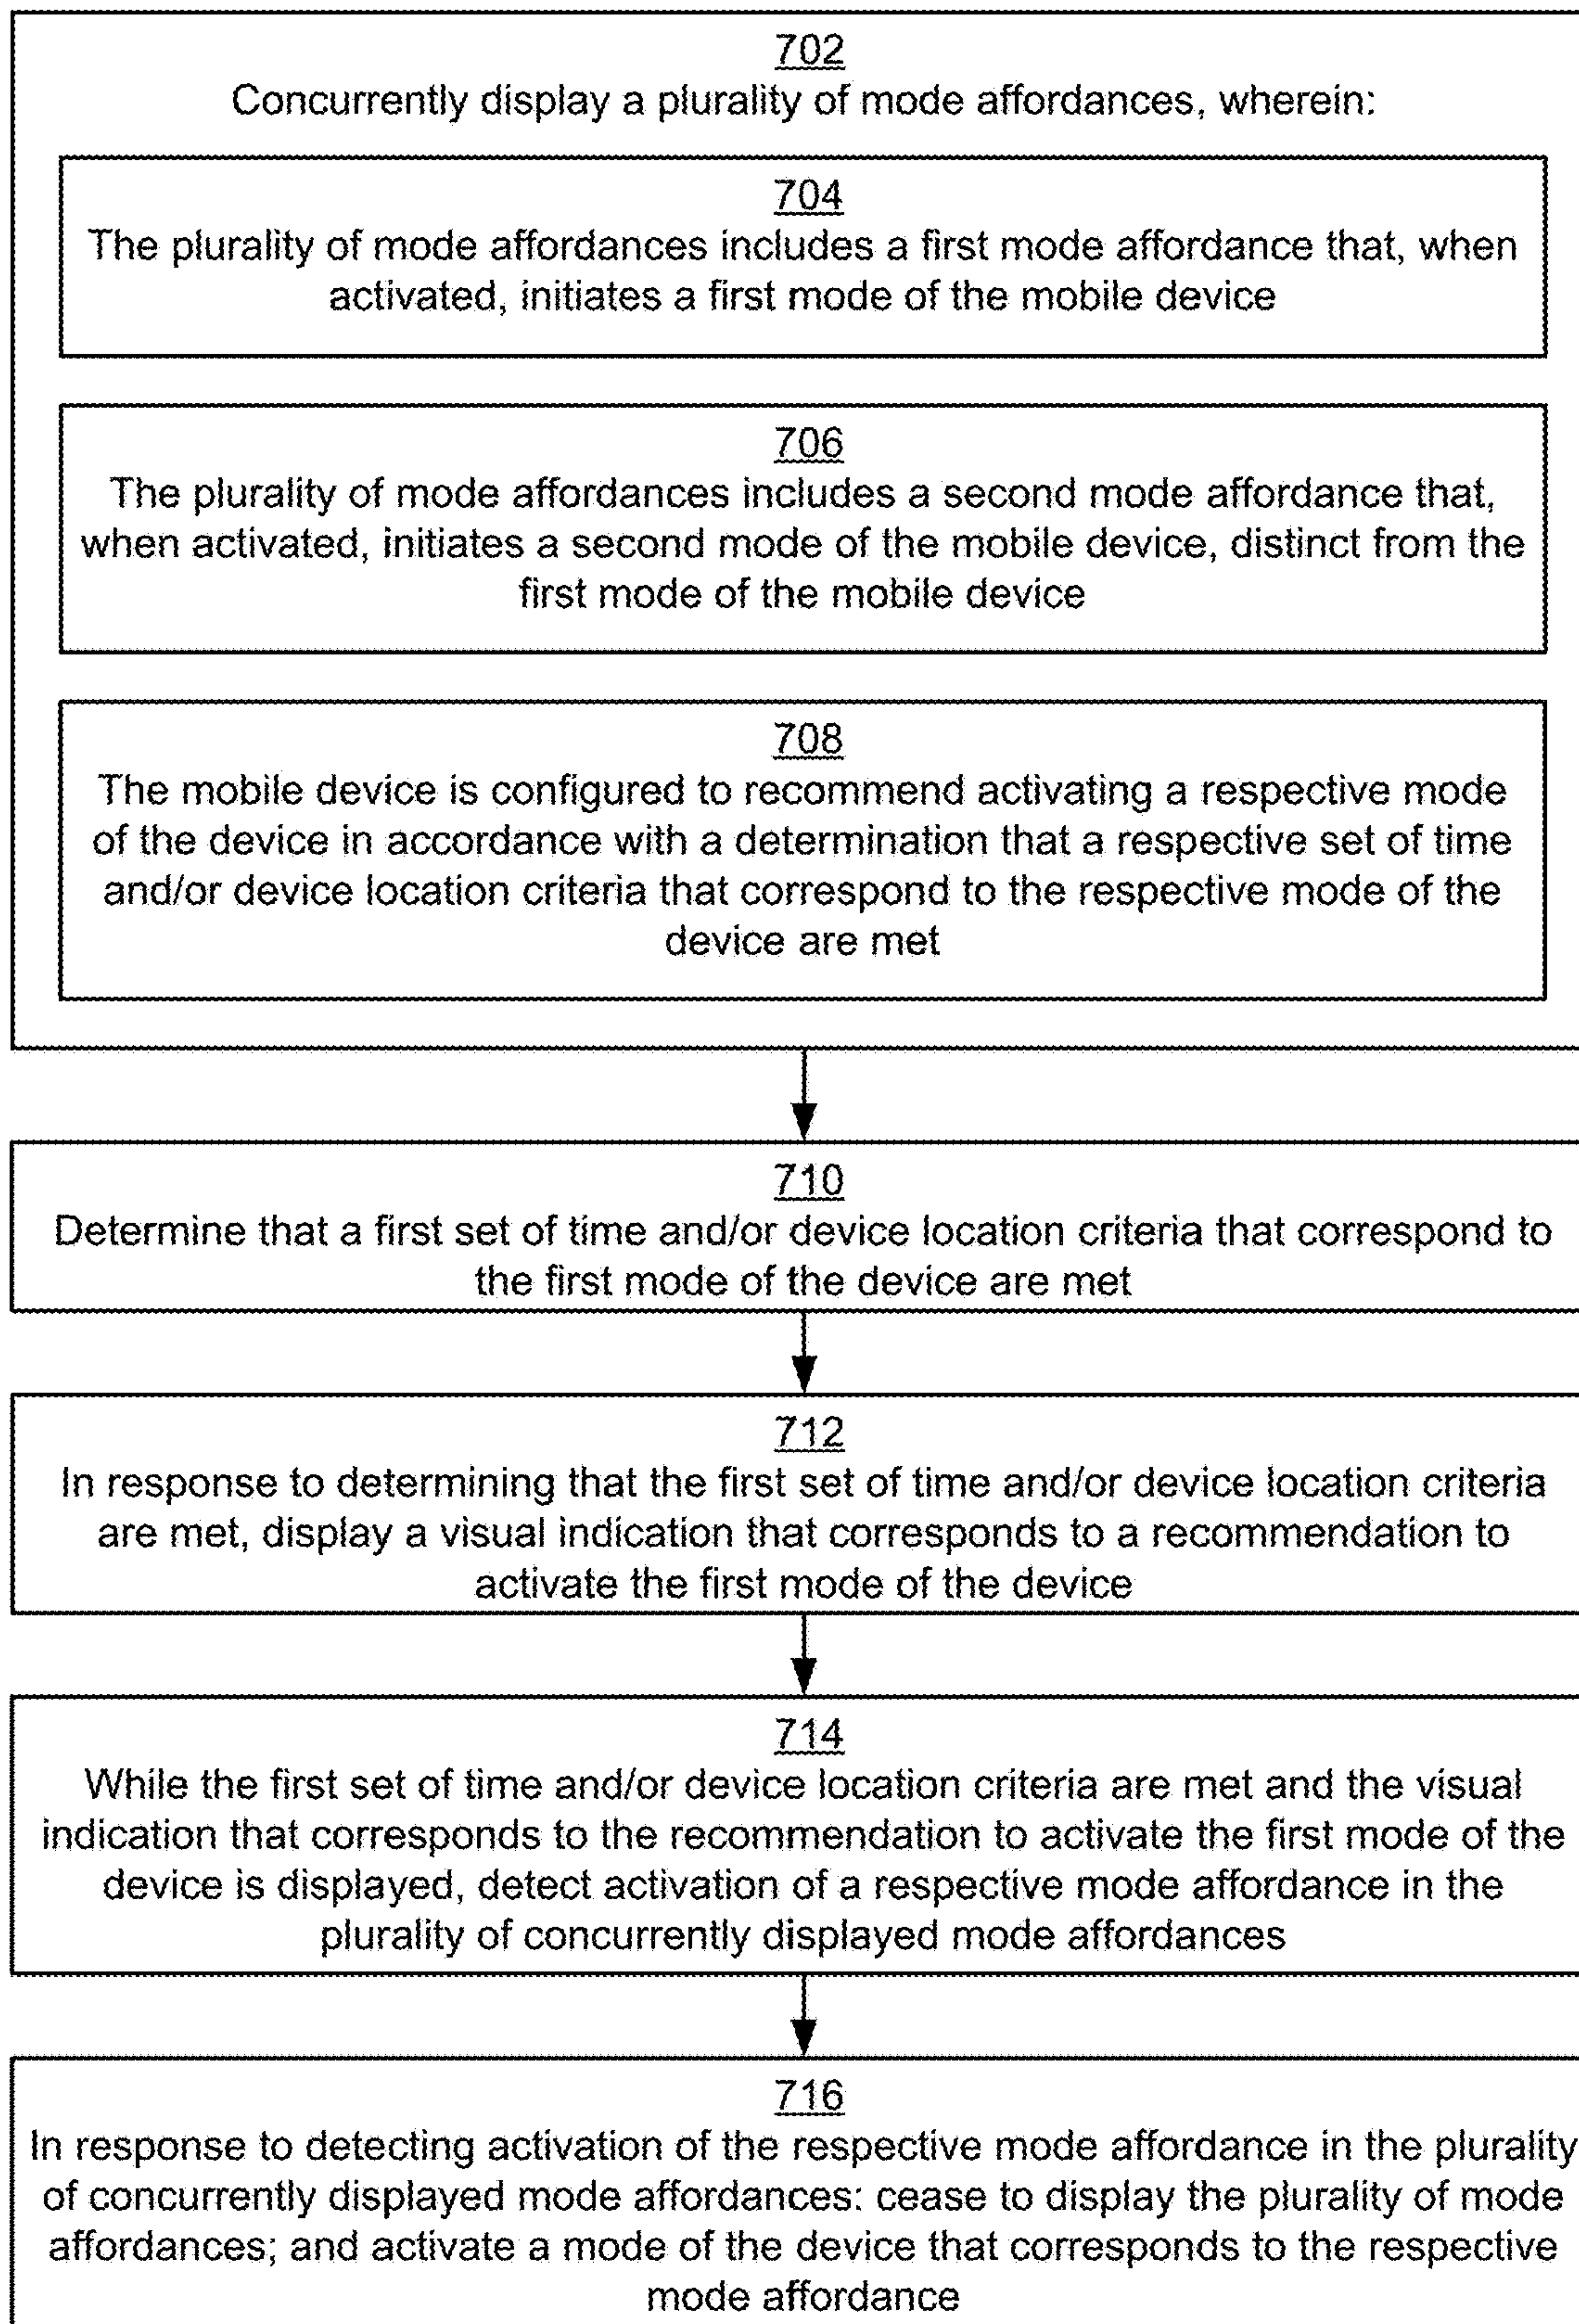 702
Concurrently display a plurality of mode affordances, wherein:
704
The plurality of mode affordances includes a first mode affordance that, when
activated, initiates a first mode of the mobile device
706
The plurality of mode affordances includes a second mode affordance that,
when activated, initiates a second mode of the mobile device, distinct from the
first mode of the mobile device
708
The mobile device is configured to recommend activating a respective mode
of the device in accordance with a determination that a respective set of time
and/or device location criteria that correspond to the respective mode of the
device are met
710
Determine that a first set of time and/or device location criteria that correspond to
the first mode of the device are met
712
In response to determining that the first set of time and/or device location criteria
are met, display a visual indication that corresponds to a recommendation to
activate the first mode of the device
714
While the first set of time and/or device location criteria are met and the visual
indication that corresponds to the recommendation to activate the first mode of the
device is displayed, detect activation of a respective mode affordance in the
plurality of concurrently displayed mode affordances
716
In response to detecting activation of the respective mode affordance in the plurality
of concurrently displayed mode affordances: cease to display the plurality of mode
affordances; and activate a mode of the device that corresponds to the respective
mode affordance